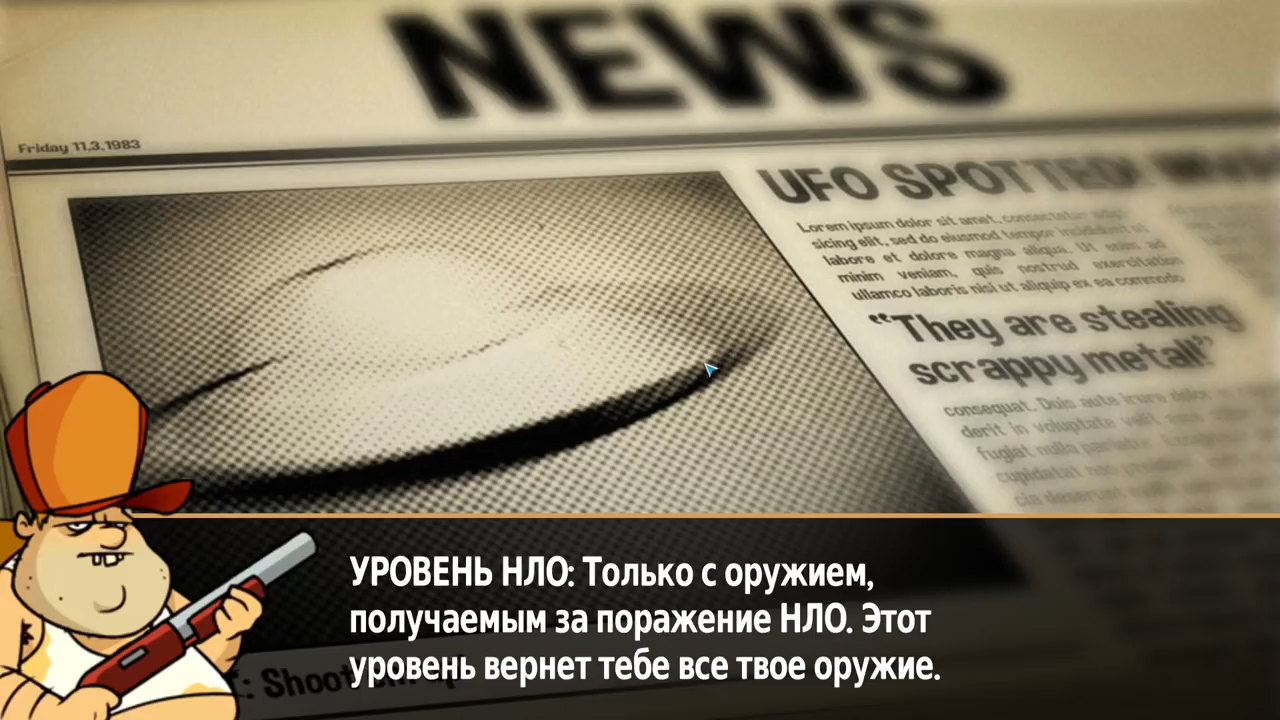 NEWS
Friday 11.3.1983
UFO SPOTTED!
Lorem ipsum dolor sit amet, consectetur
sicing elit, sed do eiusmod tempor incididunt ut
labore et dolore magna aliqua. Ut enim ad
minim veniam, quis nostrud exercitation
ullamco laboris nisi ut aliquip ex ea commodo
“They are stealing
scrappy metal!”
consequat. Duis aute irure dolor
derit in voluptate velit
fugiat nulla pariatur.
cupidatat non
УРОВЕНЬ НЛО: Только с оружием,
получаемым за поражение НЛО. Этот
уровень вернет тебе все твое оружие.